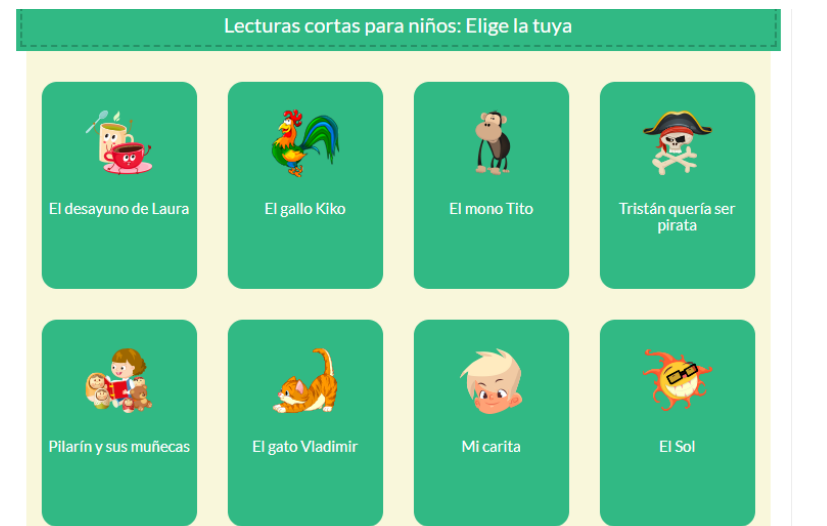 Lecturas cortas para niños: Elige la tuya
El desayuno de Laura
El gallo Kiko
El mono Tito
Tristán quería ser
pirata
Pilarín y sus muñecas
El gato Vladimir
Mi carita
El Sol